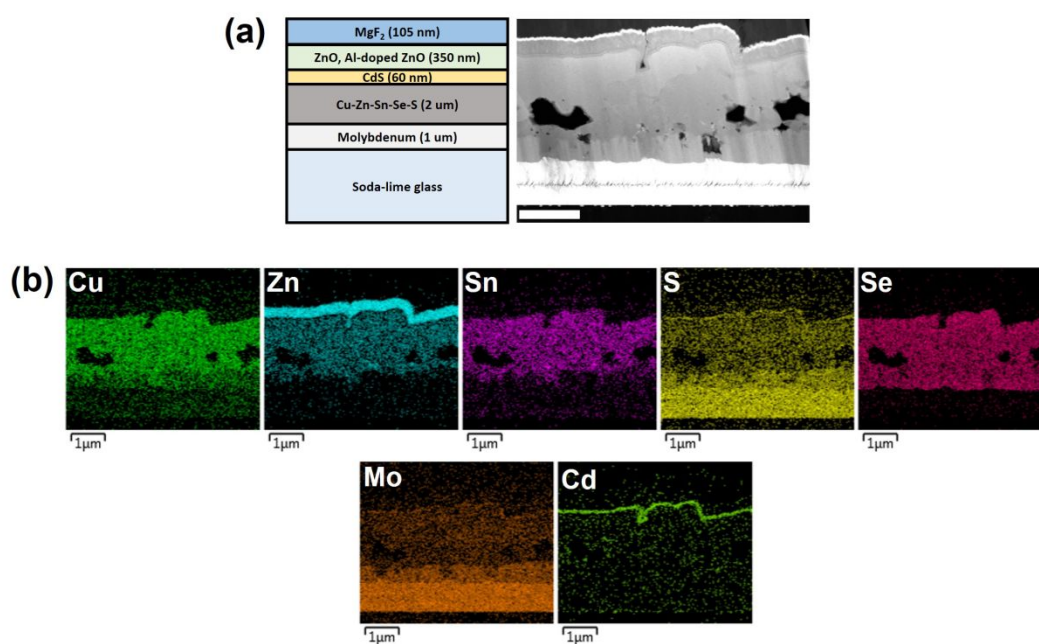 (a)
MgF₂ (105 nm)
ZnO, Al-doped ZnO (350 nm)
CdS (60 nm)
Cu-Zn-Sn-Se-S (2 um)
Molybdenum (1 um)
Soda-lime glass
(b)
Cu Zn Sn S Se
1μm 1μm 1μm 1μm 1μm
Mo Cd
1μm 1μm